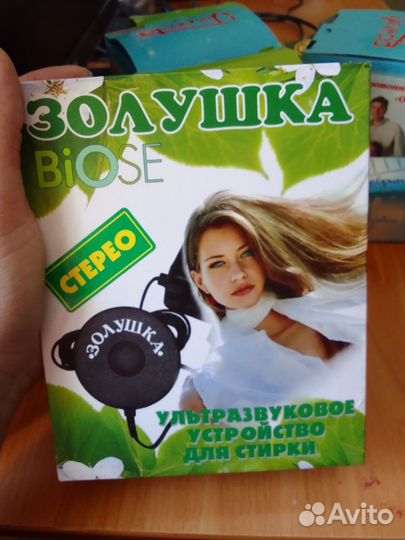 ЗОЛУШКА
BiOSE
СТЕРЕО
•ЗОЛУШКА•
УЛЬТРАЗВУКОВОЕ
УСТРОЙСТВО
ДЛЯ СТИРКИ
Avito